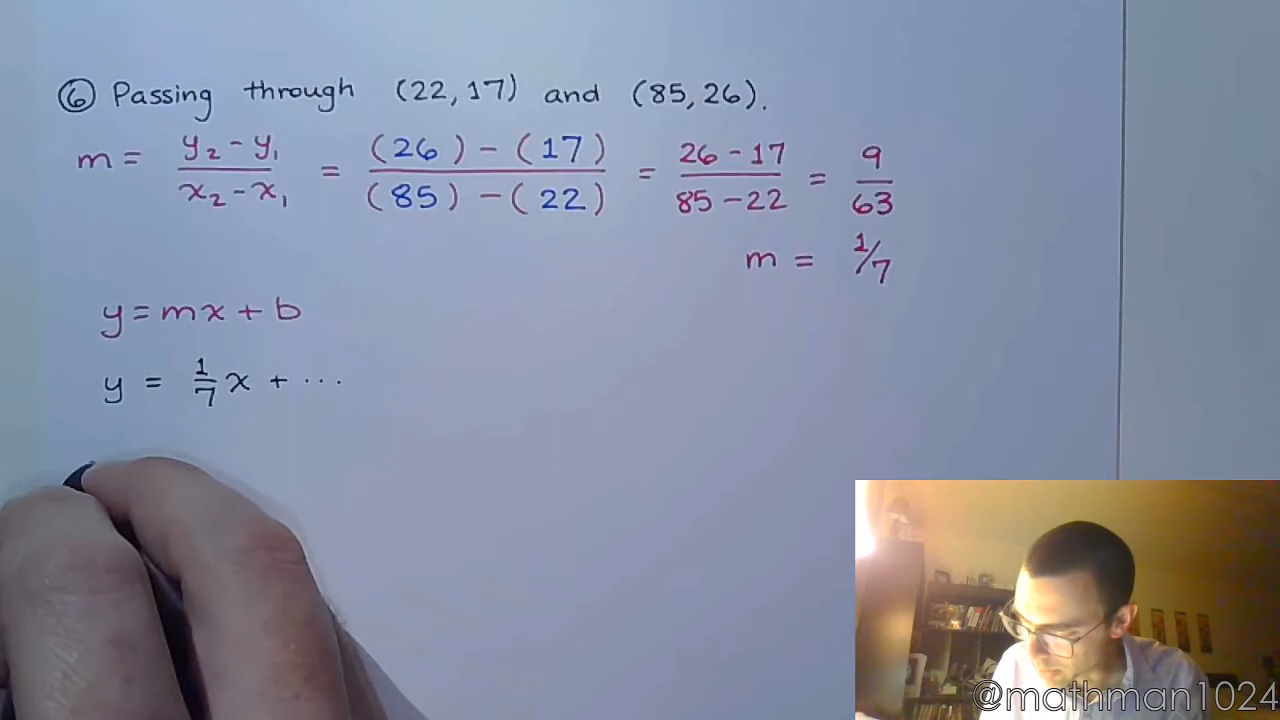 ⑥ Passing through (22,17) and (85,26).
m = y₂ - y₁ / x₂ - x₁ = (26) - (17) / (85) - (22) = 26 - 17 / 85 - 22 = 9 / 63
m = 1/7
y = mx + b
y = 1/7 x + ...
@mathman1024